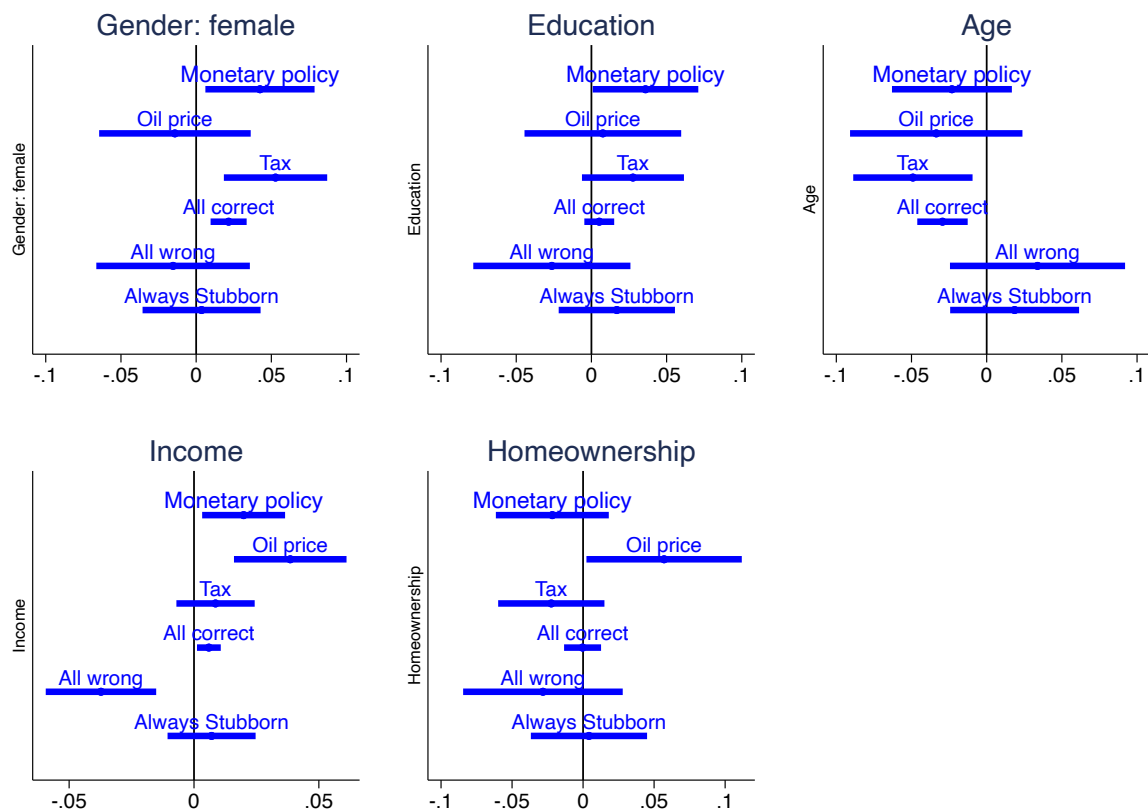 Gender: female
Gender: female
Monetary policy
Oil price
Tax
All correct
All wrong
Always Stubborn
-.1 -.05 0 .05 .1
Education
Education
Monetary policy
Oil price
Tax
All correct
All wrong
Always Stubborn
-.1 -.05 0 .05 .1
Age
Age
Monetary policy
Oil price
Tax
All correct
All wrong
Always Stubborn
-.1 -.05 0 .05 .1
Income
Income
Monetary policy
Oil price
Tax
All correct
All wrong
Always Stubborn
-.05 0 .05
Homeownership
Homeownership
Monetary policy
Oil price
Tax
All correct
All wrong
Always Stubborn
-.1 -.05 0 .05 .1